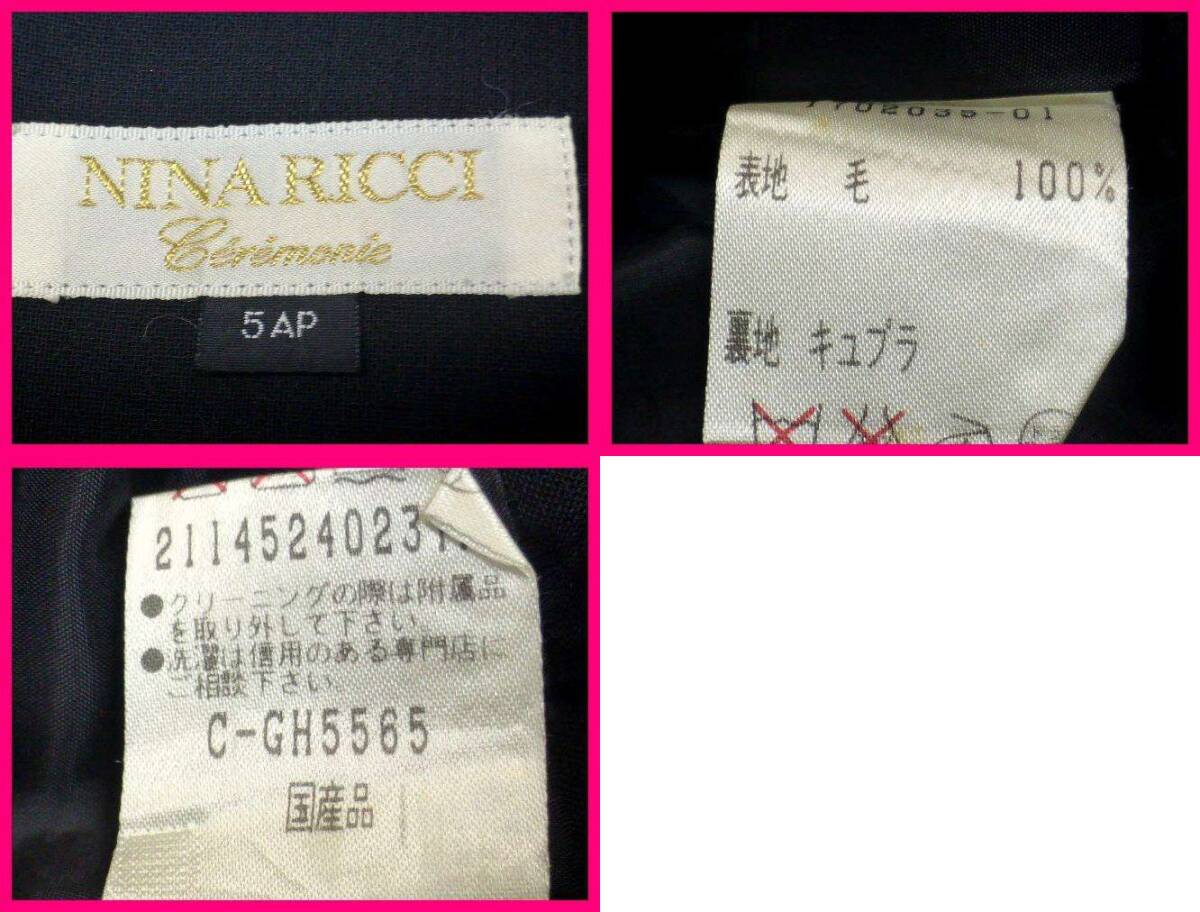 NINA RICCI
Cérémonie
5AP
7702035-01
表地 毛 100%
裏地 キュプラ
21145240231
●クリーニングの際は附属品
を取り外して下さい.
●洗濯は信用のある専門店に
ご相談下さい.
C-GH5565
国産品